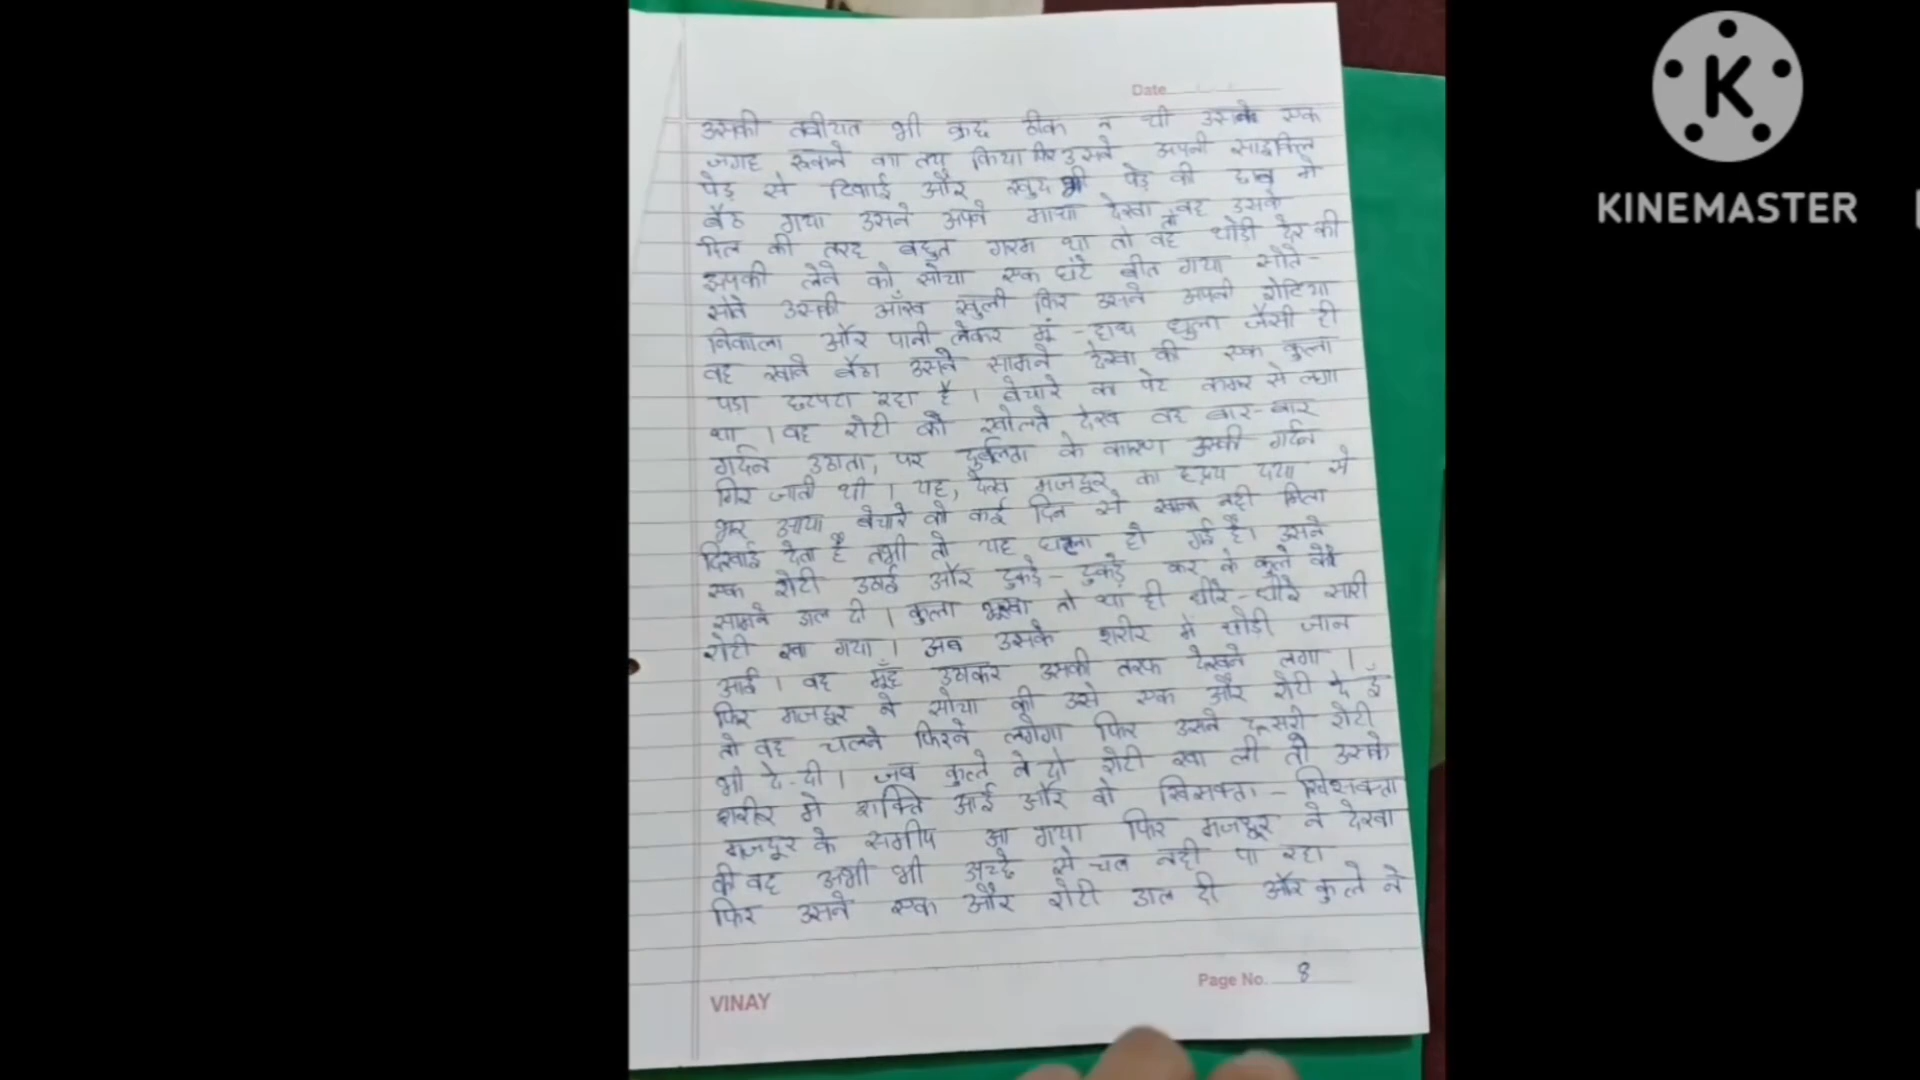 Date
उसकी तबीयत भी कुछ ठीक न थी उसके एक
जगह रूकने का तय किया फिर उसने अपनी साइकिल
पेड़ से टिकाई और खुद भी पेड़ की छाव में
बैठ गया उसने अपने माथा देखा तो वह उसके
दिल की तरह बहुत गरम था तो वह थोडी देर की
झपकी लेने को सोचा एक घंटे बीत गया सोते-
सोते उसकी आँख खुली फिर उसने अपनी रोटिया
निकाला और पानी लेकर मूं-हाथ धुला जैसी ही
वह खाने बैठा उसने सामने देखा की एक कुत्ता
पडा छटपटा रहा है। बेचारे का पेट कमर से लगा
था। वह रोटी को खोलते देख वह बार-बार
गर्दन उठाता, पर दुर्बलता के कारण उसकी गर्दन
गिर जाती थी। यह, देख मजदूर का हृदय दया से
भर आया बेचारे को कई दिन से खाना नही मिला
दिखाई देता है तभी तो यह हालत हो गई है। उसने
एक रोटी उठाई और टुकड़े-टुकड़े कर के कुत्ते के
सामने डाल दी। कुत्ता भूखा तो था ही धीरे-धीरे सारी
रोटी खा गया। अब उसके शरीर मे थोडी जान
आई। वह मूँह उठाकर उसकी तरफ देखने लगा।
फिर मजदूर ने सोचा की उसे एक और रोटी दे दूँ
तो वह चलने फिरने लगेगा फिर उसने दूसरी रोटी
भी दे-दी। जब कुत्ते ने दो रोटी खा ली तो उसके
शरीर मे शक्ति आई और वो खिसकता-खिसकता
मजदूर के समीप आ गया फिर मजदूर ने देखा
की वह अभी भी अच्छे से चल नही पा रहा
फिर उसने एक और रोटी डाल दी और कुत्ते ने
Page No. 8
VINAY
K
KINEMASTER